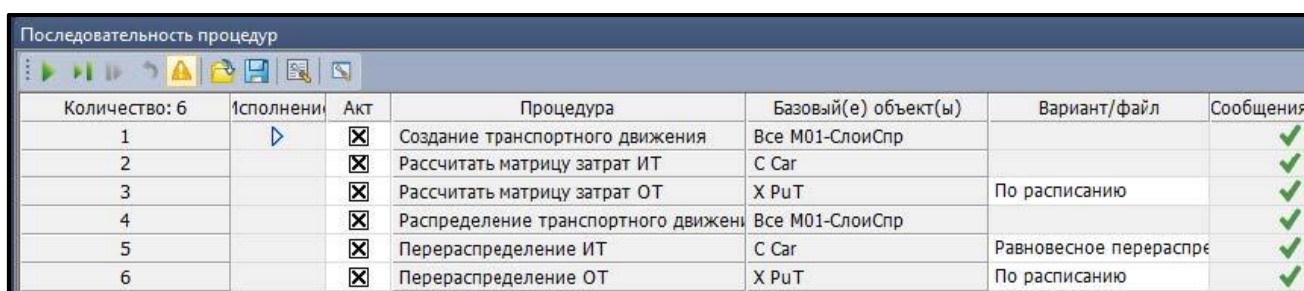 Последовательность процедур
Количество: 6 Исполнение Акт Процедура Базовый(е) объект(ы) Вариант/файл Сообщения
1 Создание транспортного движения Все M01-СлоиСпр
2 Рассчитать матрицу затрат ИТ C Car
3 Рассчитать матрицу затрат ОТ X PuT По расписанию
4 Распределение транспортного движени Все M01-СлоиСпр
5 Перераспределение ИТ C Car Равновесное перераспре
6 Перераспределение ОТ X PuT По расписанию